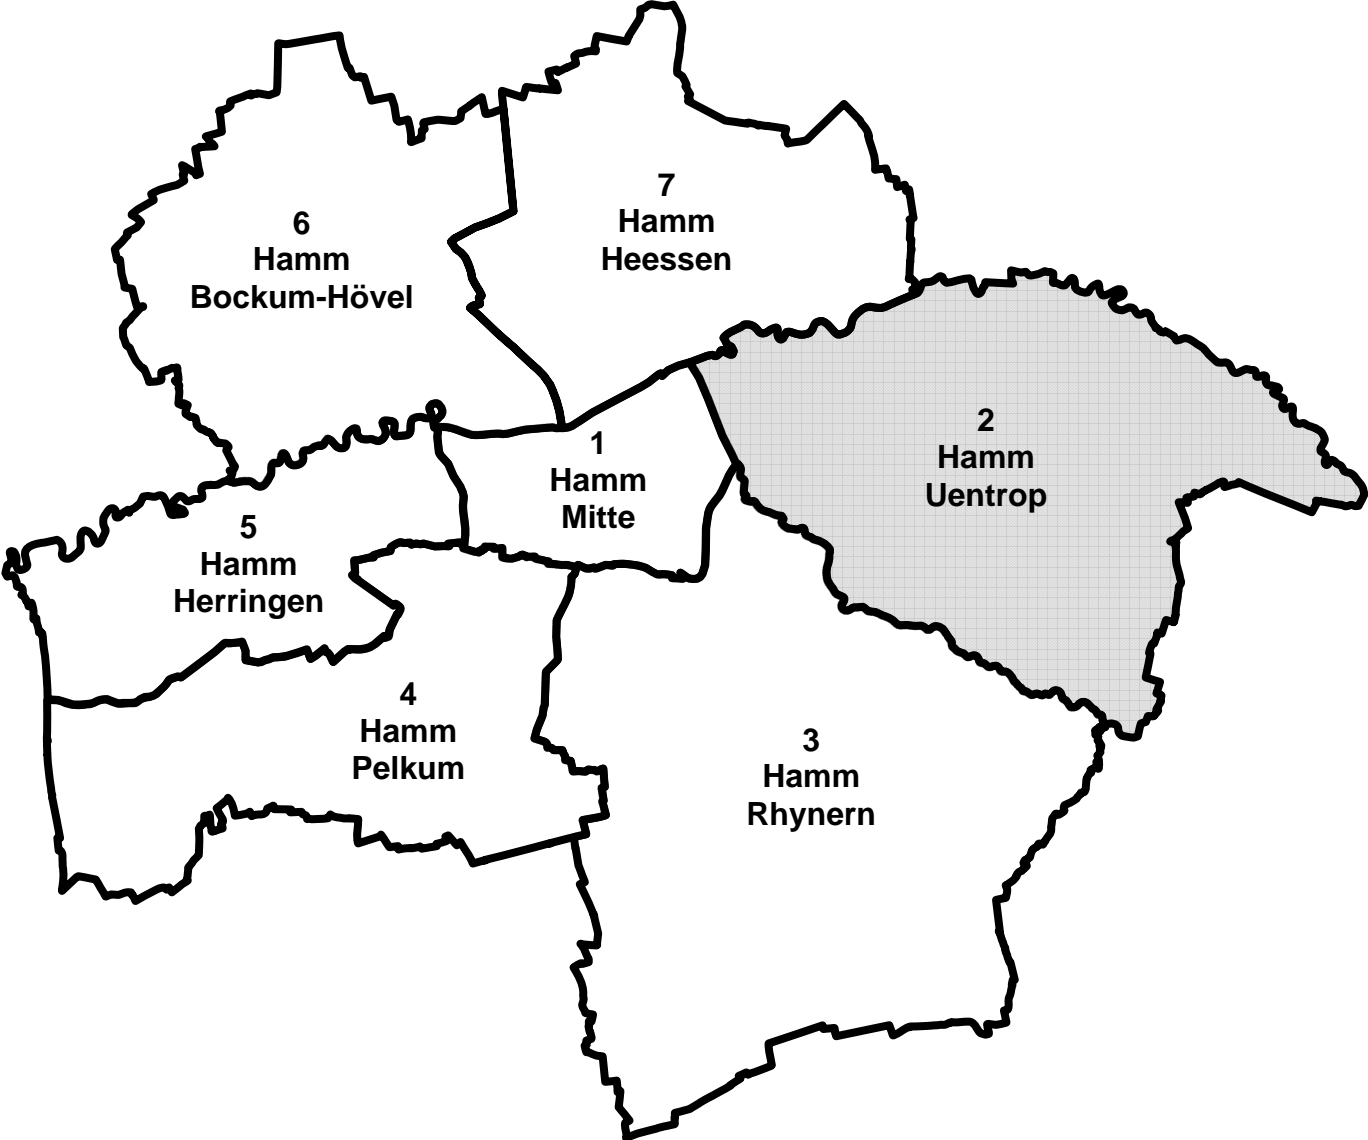 7
Hamm
Heessen
6
Hamm
Bockum-Hövel
2
Hamm
Uentrop
1
Hamm
Mitte
5
Hamm
Herringen
4
Hamm
Pelkum
3
Hamm
Rhynern